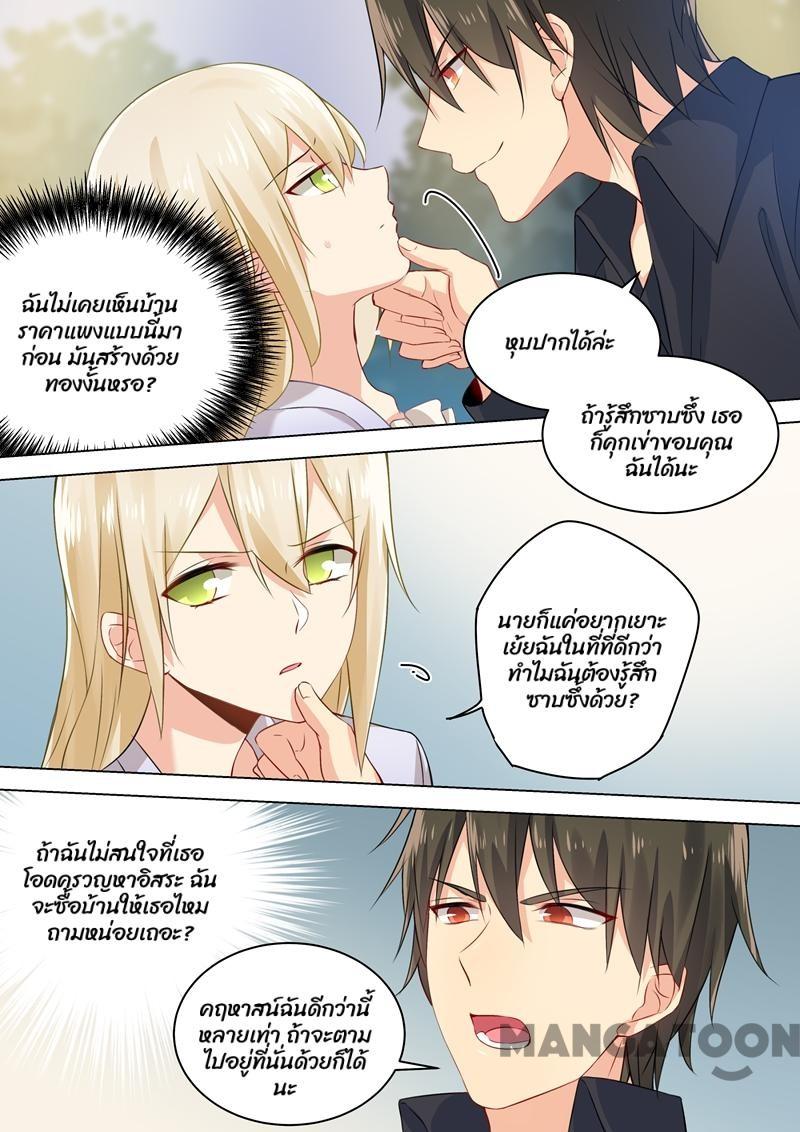 ฉันไม่เคยเห็นบ้าน
ราคาแพงแบบนี้มา
ก่อน มันสร้างด้วย
ทองงั้นหรอ?
หุบปากได้ล่ะ
ถ้ารู้สึกซาบซึ้ง เธอ
ก็คุกเข่าขอบคุณ
ฉันได้นะ
นายก็แค่อยากเยาะ
เย้ยฉันในที่ที่ดีกว่า
ทำไมฉันต้องรู้สึก
ซาบซึ้งด้วย?
ถ้าฉันไม่สนใจที่เธอ
โอดครวญหาอิสระ ฉัน
จะซื้อบ้านให้เธอไหม
ถามหน่อยเถอะ?
คฤหาสน์ฉันดีกว่านี้
หลายเท่า ถ้าจะตาม
ไปอยู่ที่นั่นด้วยก็ได้
นะ
MANGATOON